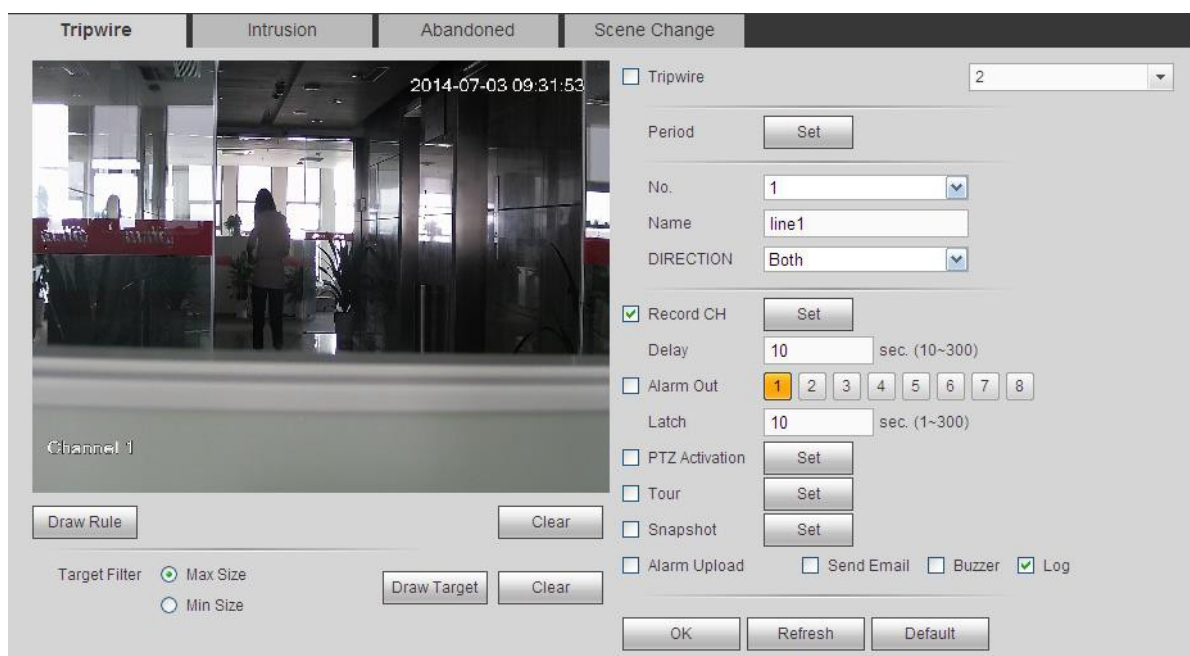 Tripwire Intrusion Abandoned Scene Change
2014-07-03 09:31:53
Channel 1
Draw Rule Clear
Target Filter Max Size
Min Size
Draw Target Clear
Tripwire 2
Period Set
No. 1
Name line1
DIRECTION Both
Record CH Set
Delay 10 sec. (10~300)
Alarm Out 1 2 3 4 5 6 7 8
Latch 10 sec. (1~300)
PTZ Activation Set
Tour Set
Snapshot Set
Alarm Upload Send Email Buzzer Log
OK Refresh Default